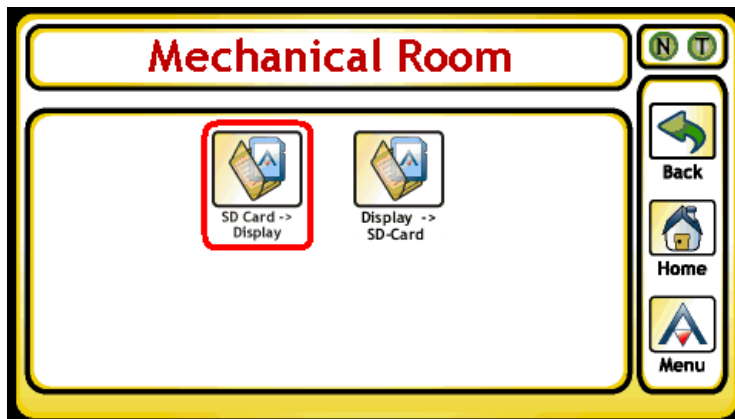 Mechanical Room
N T
SD Card ->
Display
Display ->
SD-Card
Back
Home
Menu